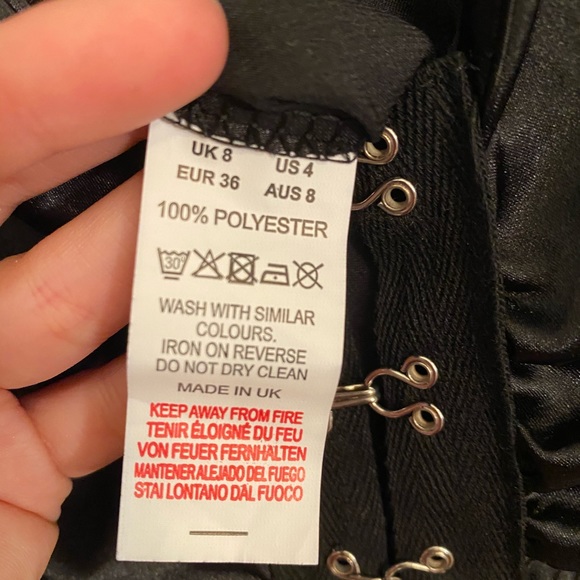 UK 8 US 4
EUR 36 AUS 8
100% POLYESTER
30
WASH WITH SIMILAR
COLOURS.
IRON ON REVERSE
DO NOT DRY CLEAN
MADE IN UK
KEEP AWAY FROM FIRE
TENIR ÉLOIGNÉ DU FEU
VON FEUER FERNHALTEN
MANTENER ALEJADO DEL FUEGO
STAI LONTANO DAL FUOCO